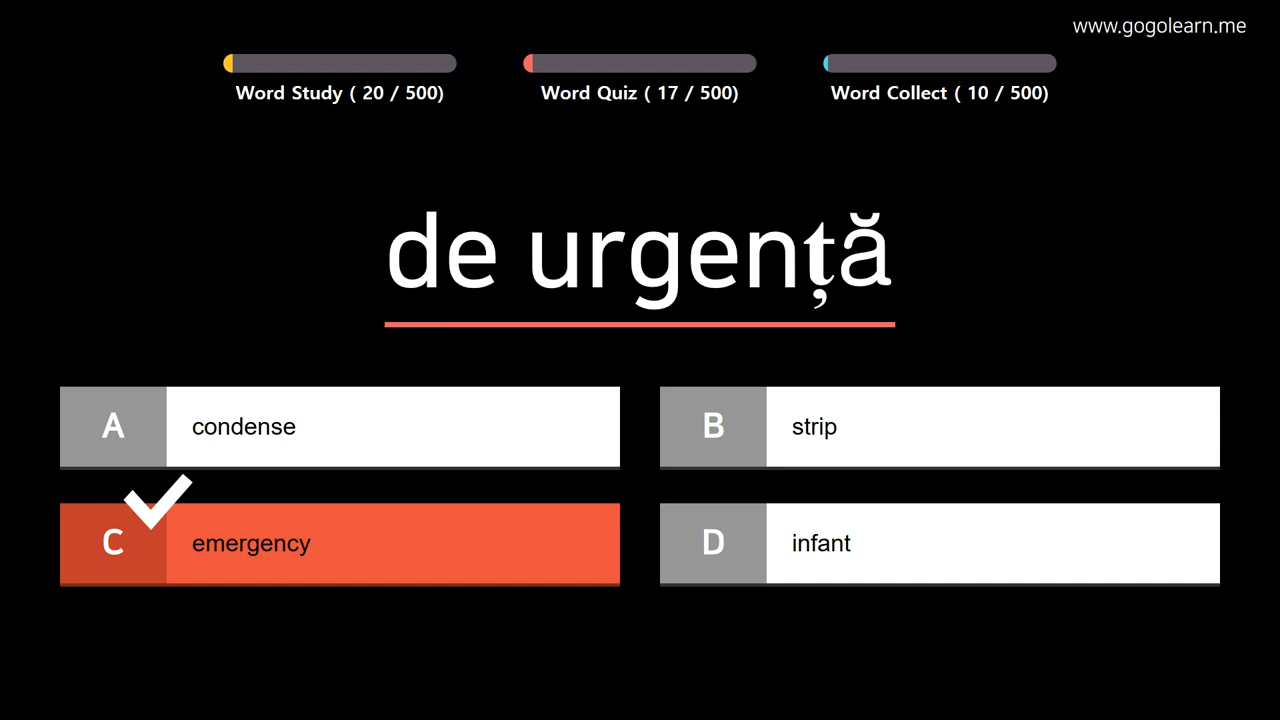 www.gogolearn.me
Word Study ( 20 / 500)
Word Quiz ( 17 / 500)
Word Collect ( 10 / 500)
de urgență
A condense
B strip
C emergency
D infant